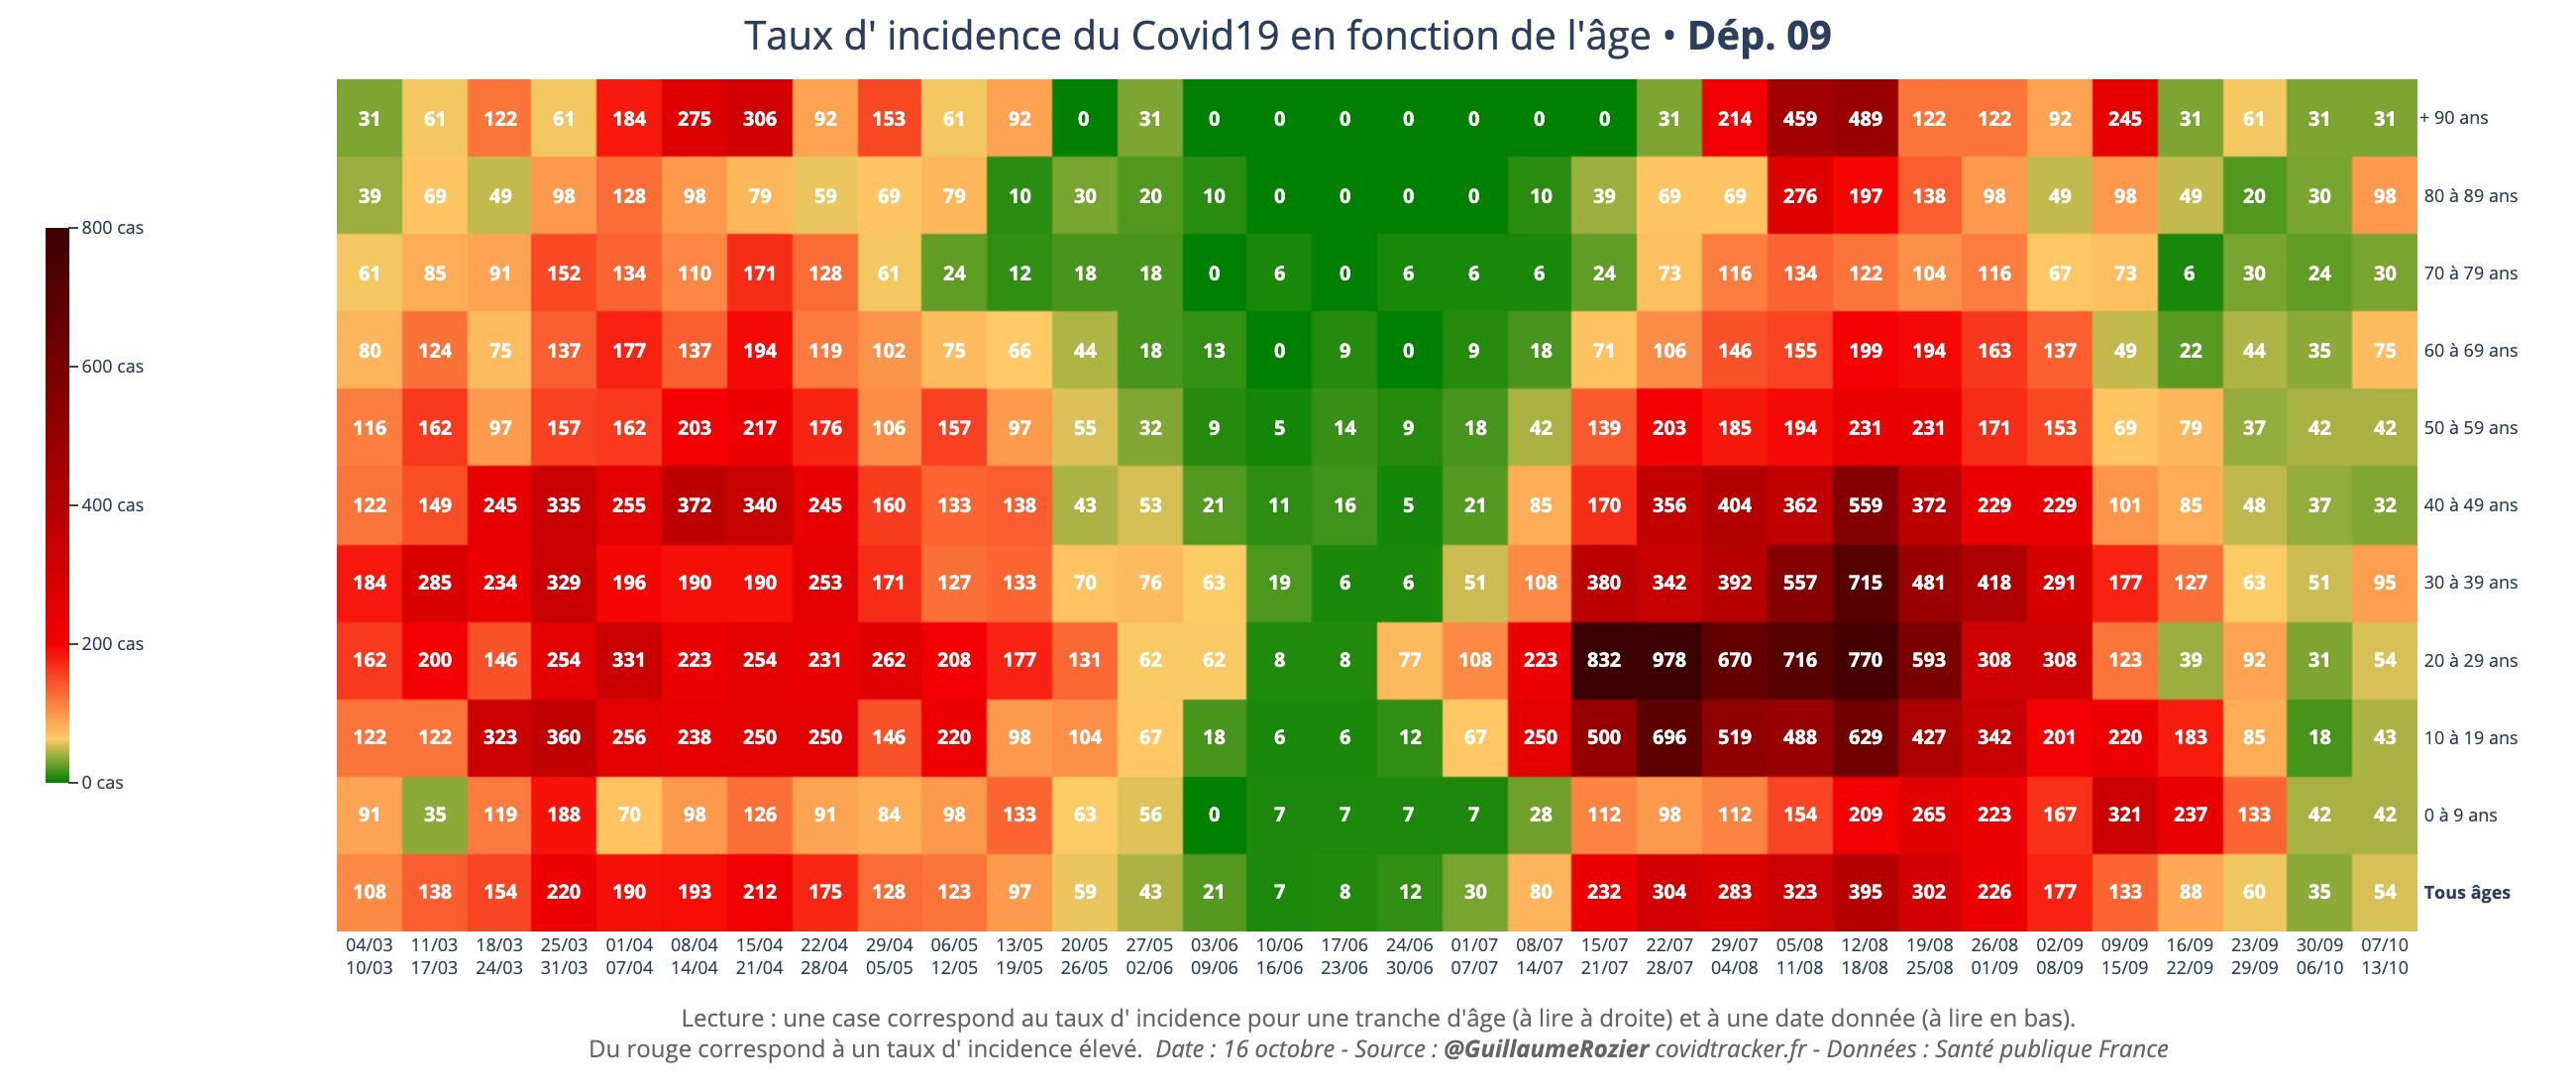 Taux d' incidence du Covid19 en fonction de l'âge • Dép. 09
31 61 122 61 184 275 306 92 153 61 92 0 31 0 0 0 0 0 0 0 31 214 459 489 122 122 92 245 31 61 31 31 + 90 ans
39 69 49 98 128 98 79 59 69 79 10 30 20 10 0 0 0 0 10 39 69 69 276 197 138 98 49 98 49 20 30 98 80 à 89 ans
800 cas
61 85 91 152 134 110 171 128 61 24 12 18 18 0 6 0 6 6 6 24 73 116 134 122 104 116 67 73 6 30 24 30 70 à 79 ans
80 124 75 137 177 137 194 119 102 75 66 44 18 13 0 9 0 9 18 71 106 146 155 199 194 163 137 49 22 44 35 75 60 à 69 ans
600 cas
116 162 97 157 162 203 217 176 106 157 97 55 32 9 5 14 9 18 42 139 203 185 194 231 231 171 153 69 79 37 42 42 50 à 59 ans
400 cas
122 149 245 335 255 372 340 245 160 133 138 43 53 21 11 16 5 21 85 170 356 404 362 559 372 229 229 101 85 48 37 32 40 à 49 ans
184 285 234 329 196 190 190 253 171 127 133 70 76 63 19 6 6 51 108 380 342 392 557 715 481 418 291 177 127 63 51 95 30 à 39 ans
200 cas
162 200 146 254 331 223 254 231 262 208 177 131 62 62 8 8 77 108 223 832 978 670 716 770 593 308 308 123 39 92 31 54 20 à 29 ans
122 122 323 360 256 238 250 250 146 220 98 104 67 18 6 6 12 67 250 500 696 519 488 629 427 342 201 220 183 85 18 43 10 à 19 ans
0 cas
91 35 119 188 70 98 126 91 84 98 133 63 56 0 7 7 7 7 28 112 98 112 154 209 265 223 167 321 237 133 42 42 0 à 9 ans
108 138 154 220 190 193 212 175 128 123 97 59 43 21 7 8 12 30 80 232 304 283 323 395 302 226 177 133 88 60 35 54 Tous âges
04/03 11/03 18/03 25/03 01/04 08/04 15/04 22/04 29/04 06/05 13/05 20/05 27/05 03/06 10/06 17/06 24/06 01/07 08/07 15/07 22/07 29/07 05/08 12/08 19/08 26/08 02/09 09/09 16/09 23/09 30/09 07/10
10/03 17/03 24/03 31/03 07/04 14/04 21/04 28/04 05/05 12/05 19/05 26/05 02/06 09/06 16/06 23/06 30/06 07/07 14/07 21/07 28/07 04/08 11/08 18/08 25/08 01/09 08/09 15/09 22/09 29/09 06/10 13/10
Lecture : une case correspond au taux d' incidence pour une tranche d'âge (à lire à droite) et à une date donnée (à lire en bas).
Du rouge correspond à un taux d' incidence élevé. Date : 16 octobre - Source : @GuillaumeRozier covidtracker.fr - Données : Santé publique France